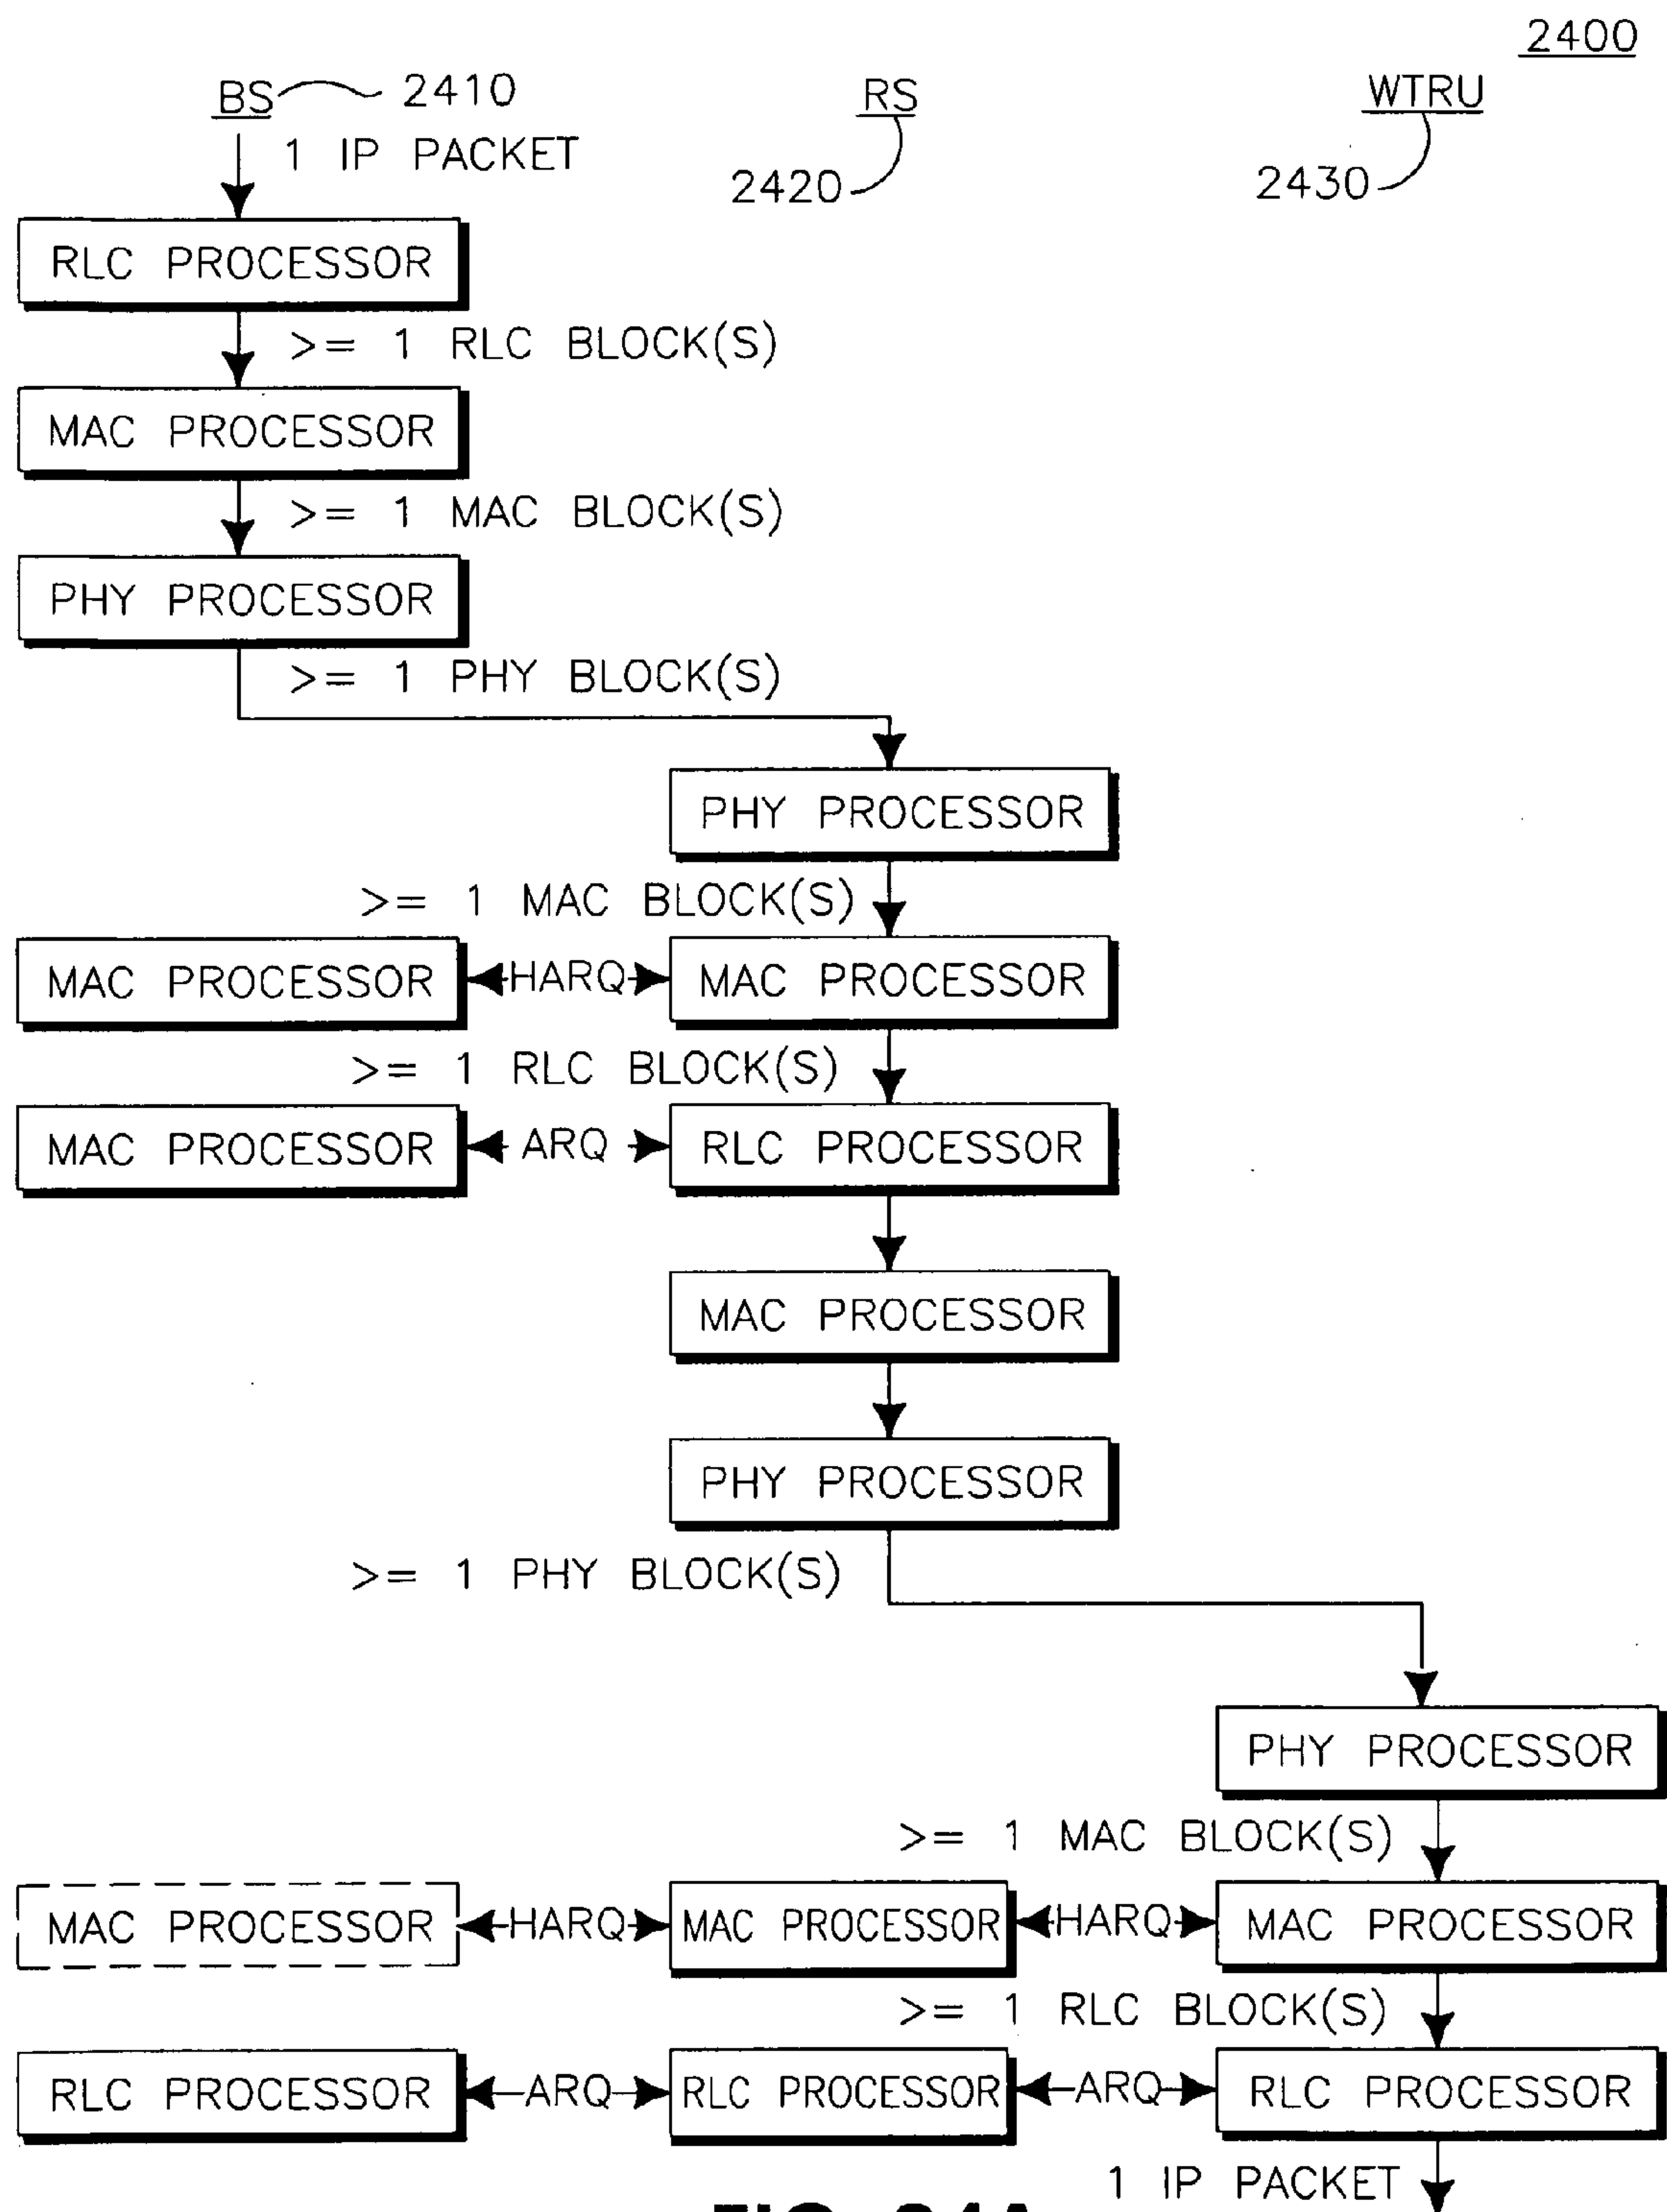 2400
BS 2410 RS WTRU
1 IP PACKET
2420 2430
RLC PROCESSOR
>= 1 RLC BLOCK(S)
MAC PROCESSOR
>= 1 MAC BLOCK(S)
PHY PROCESSOR
>= 1 PHY BLOCK(S)
PHY PROCESSOR
>= 1 MAC BLOCK(S)
MAC PROCESSOR HARQ MAC PROCESSOR
>= 1 RLC BLOCK(S)
MAC PROCESSOR ARQ RLC PROCESSOR
MAC PROCESSOR
PHY PROCESSOR
>= 1 PHY BLOCK(S)
PHY PROCESSOR
>= 1 MAC BLOCK(S)
MAC PROCESSOR HARQ MAC PROCESSOR HARQ MAC PROCESSOR
>= 1 RLC BLOCK(S)
RLC PROCESSOR ARQ RLC PROCESSOR ARQ RLC PROCESSOR
1 IP PACKET